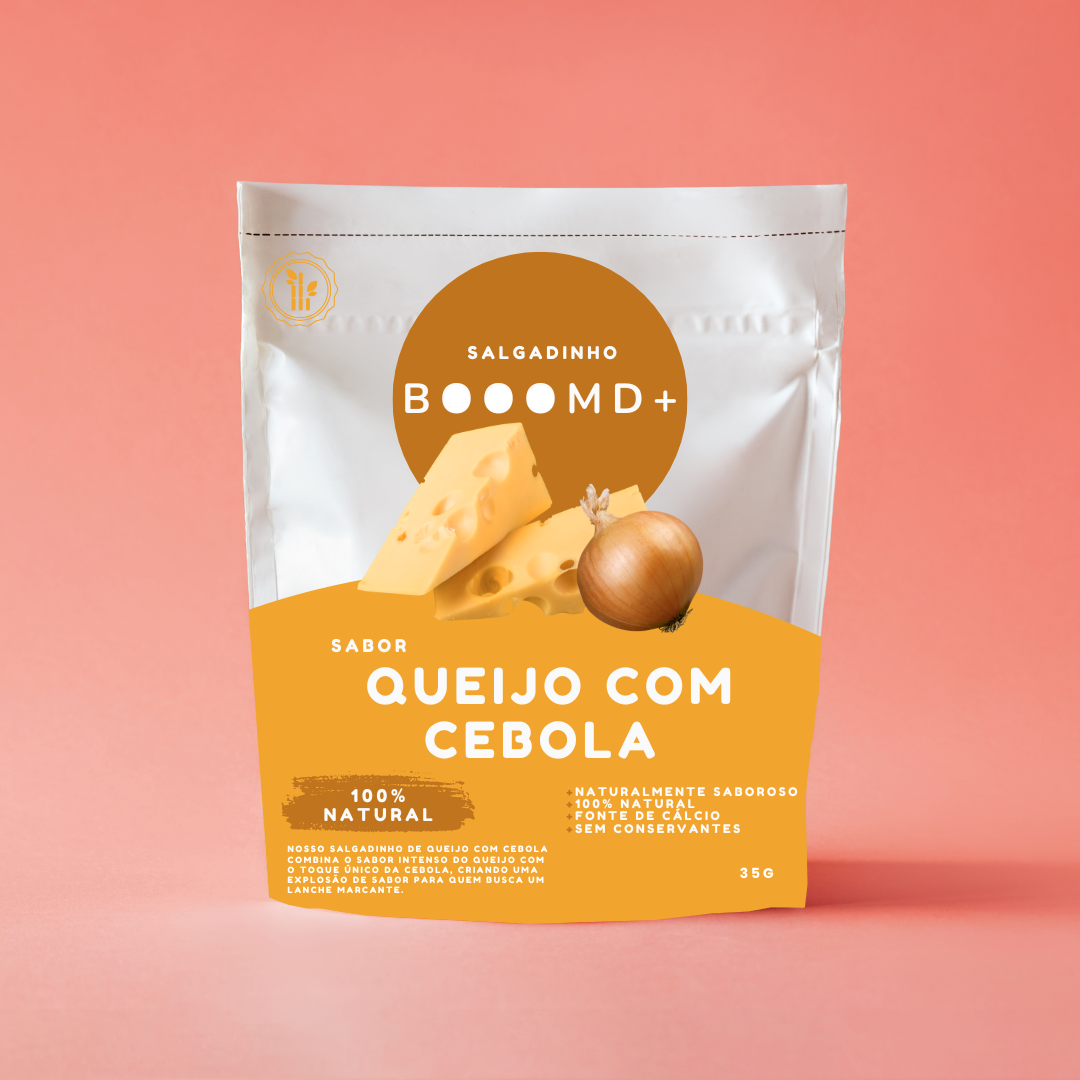 SALGADINHO
BOOOMD+
SABOR
QUEIJO COM
CEBOLA
100%
NATURAL
NATURALMENTE SABOROSO
100% NATURAL
FONTE DE CÁLCIO
SEM CONSERVANTES
NOSSO SALGADINHO DE QUEIJO COM CEBOLA
COMBINA O SABOR INTENSO DO QUEIJO COM
O TOQUE ÚNICO DA CEBOLA, CRIANDO UMA
EXPLOSÃO DE SABOR PARA QUEM BUSCA UM
LANCHE MARCANTE.
35G